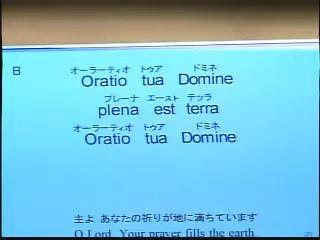 B
オーラーティオ トゥア ドミネ
Oratio tua Domine
プレーナ エースト テッラ
plena est terra
オーラーティオ トゥア ドミネ
Oratio tua Domine
主よ あなたの祈りが地に満ちています
O Lord, Your prayer fills the earth.